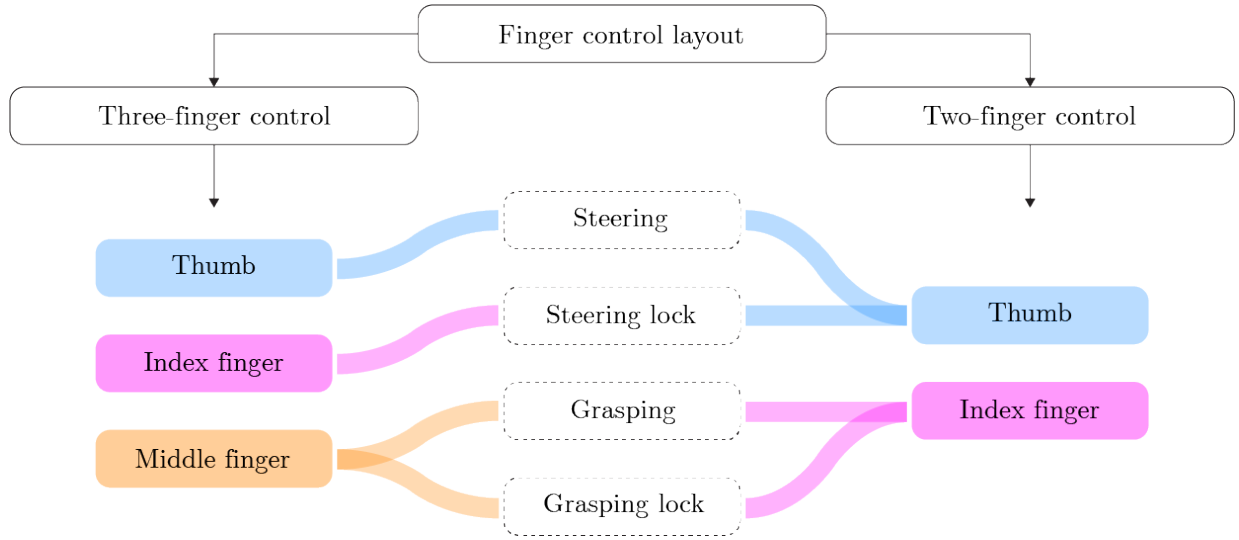 Finger control layout
Three-finger control
Two-finger control
Steering
Thumb
Steering lock
Thumb
Index finger
Grasping
Index finger
Middle finger
Grasping lock